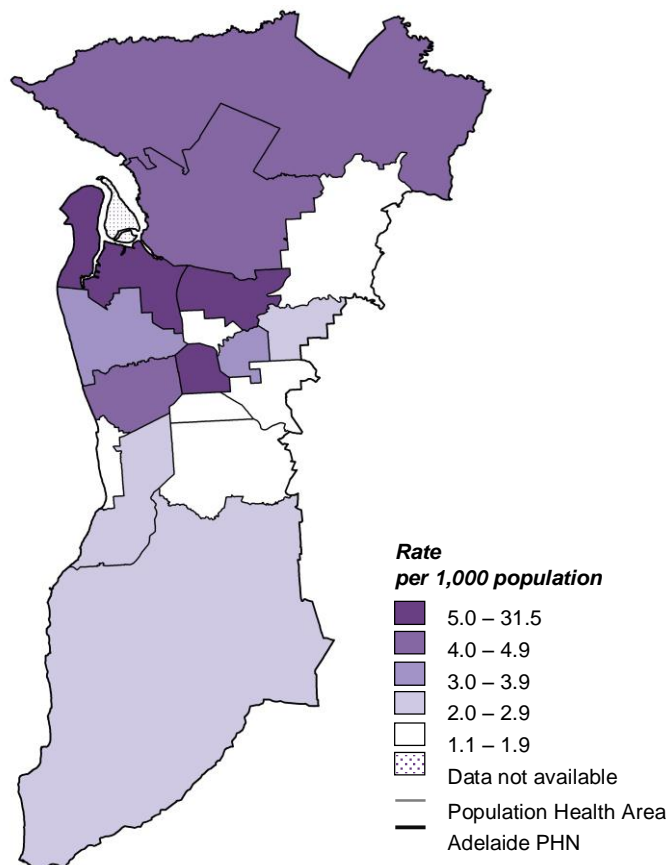 Rate
per 1,000 population
5.0 – 31.5
4.0 – 4.9
3.0 – 3.9
2.0 – 2.9
1.1 – 1.9
Data not available
Population Health Area
Adelaide PHN